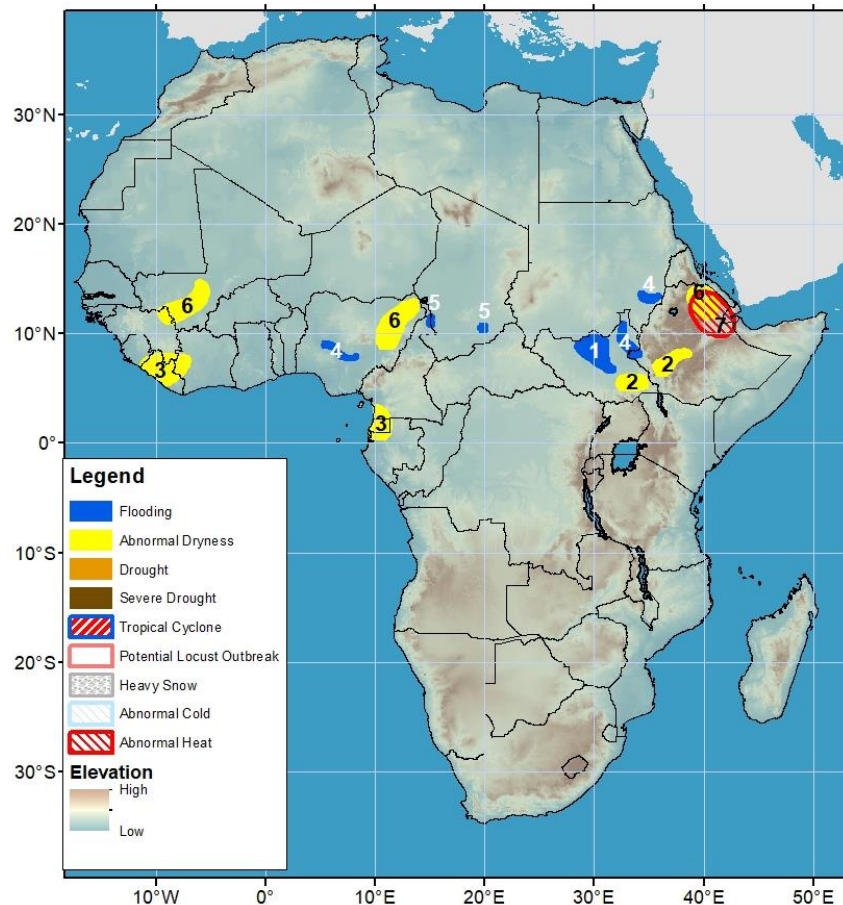 30°N
20°N
10°N
0°
10°S
20°S
30°S
10°W
0°
10°E
20°E
30°E
40°E
50°E
6
3
4
6
5
5
3
4
1
4
2
2
6
7
Legend
Flooding
Abnormal Dryness
Drought
Severe Drought
Tropical Cyclone
Potential Locust Outbreak
Heavy Snow
Abnormal Cold
Abnormal Heat
Elevation
High
Low